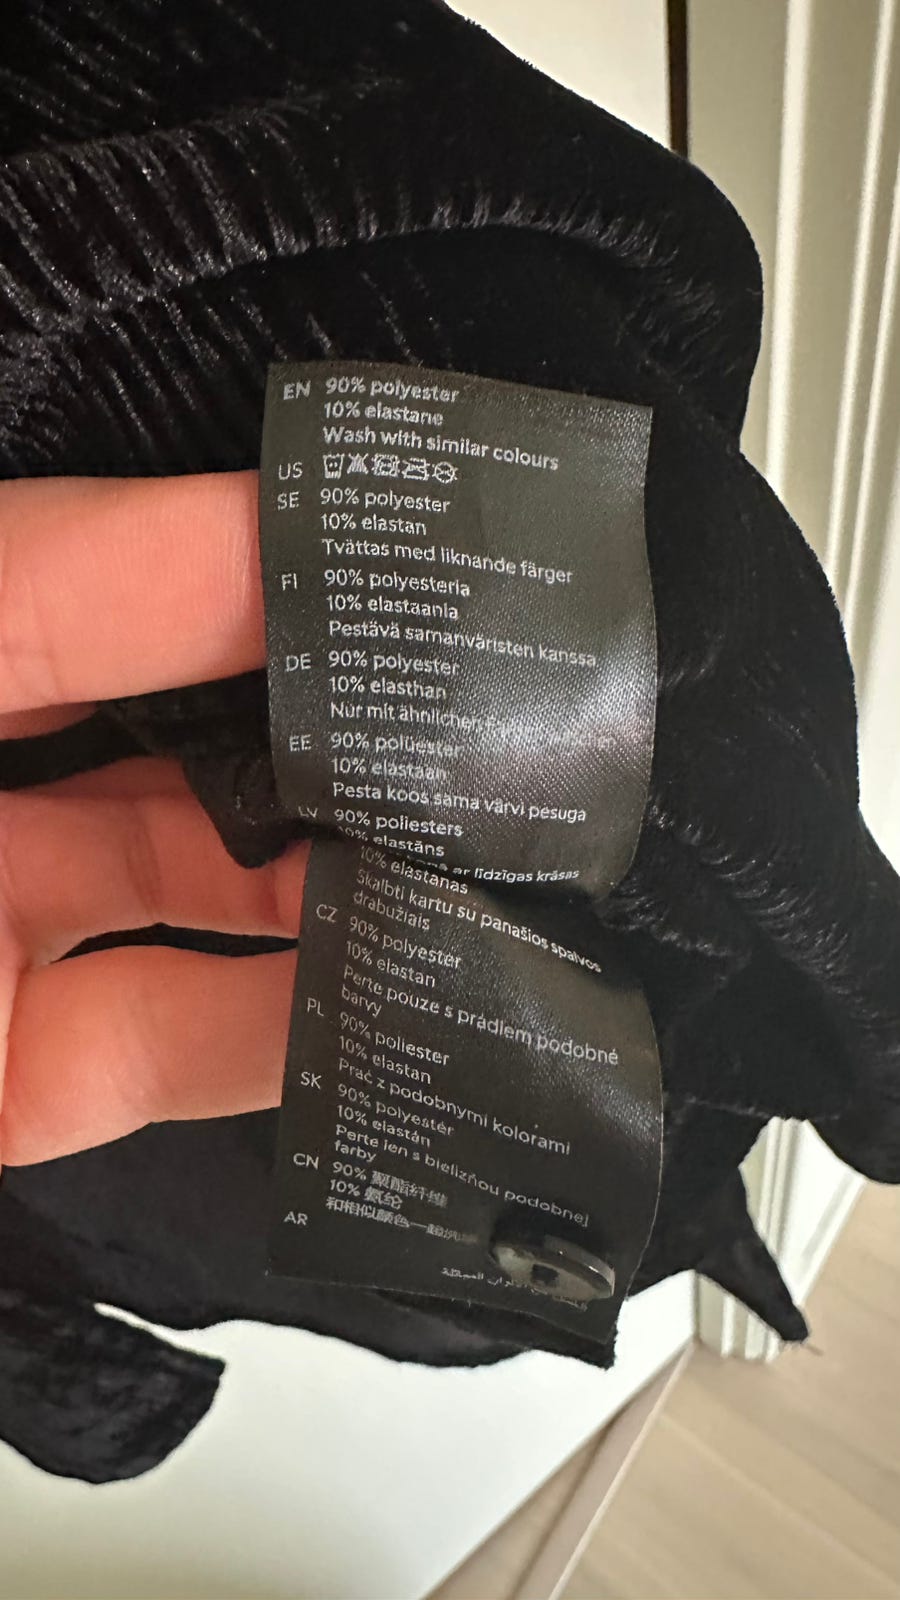 EN 90% polyester
10% elastane
Wash with similar colours
US
SE 90% polyester
10% elastan
Tvättas med liknande färger
FI 90% polyesteria
10% elastaania
Pestävä samanväristen kanssa
DE 90% polyester
10% elasthan
Nur mit ähnlichen
EE 90% polüester
10% elastaan
Pesta koos sama värvi pesuga
LV 90% poliesters
10% elastāns
ar līdzīgas krāsas
10% elastanas
Skalbti kartu su panašios spalvos
drabužiais
CZ 90% polyester
10% elastan
Perte pouze s prádlem podobné
barvy
PL 90% poliester
10% elastan
Prać z podobnymi kolorami
SK 90% polyestér
10% elastán
Perte len s bielizňou podobnej
farby
CN 90% 聚酯纤维
10% 氨纶
和相似颜色一起洗
AR